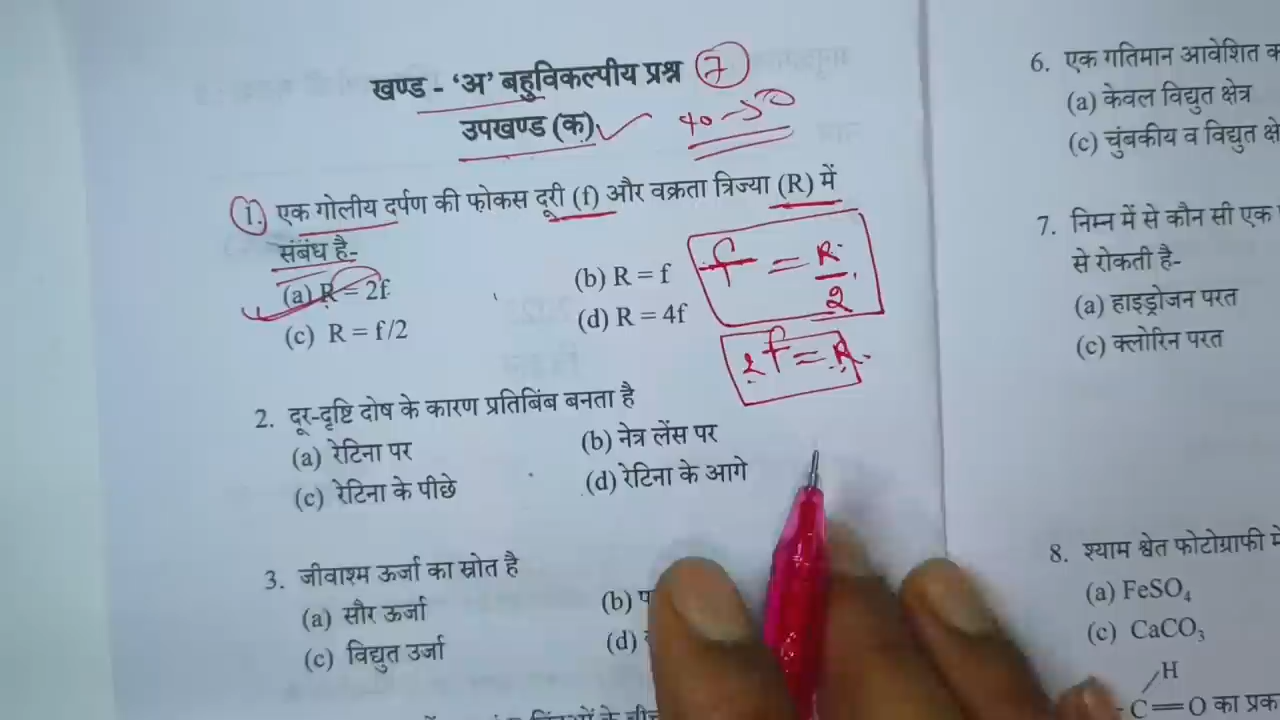 खण्ड - 'अ' बहुविकल्पीय प्रश्न 7
उपखण्ड (क) 40-50
1. एक गोलीय दर्पण की फ़ोकस दूरी (f) और वक्रता त्रिज्या (R) में
संबंध है-
(a) R = 2f (b) R = f
(c) R = f/2 (d) R = 4f
f = R/2
2f = R
2. दूर-दृष्टि दोष के कारण प्रतिबिंब बनता है
(a) रेटिना पर (b) नेत्र लेंस पर
(c) रेटिना के पीछे (d) रेटिना के आगे
3. जीवाश्म ऊर्जा का स्रोत है
(a) सौर ऊर्जा (b)
(c) विद्युत उर्जा (d)
6. एक गतिमान आवेशित
(a) केवल विद्युत क्षेत्र
(c) चुंबकीय व विद्युत
7. निम्न में से कौन सी एक
से रोकती है-
(a) हाइड्रोजन परत
(c) क्लोरिन परत
8. श्याम श्वेत फोटोग्राफी में
(a) FeSO₄
(c) CaCO₃
H
C=O का